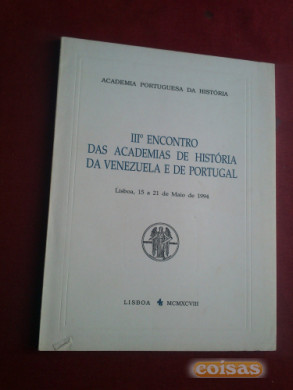 ACADEMIA PORTUGUESA DA HISTÓRIA
IIIº ENCONTRO
DAS ACADEMIAS DE HISTÓRIA
DA VENEZUELA E DE PORTUGAL
Lisboa, 15 a 21 de Maio de 1994
LISBOA MCMXCVIII
coisas